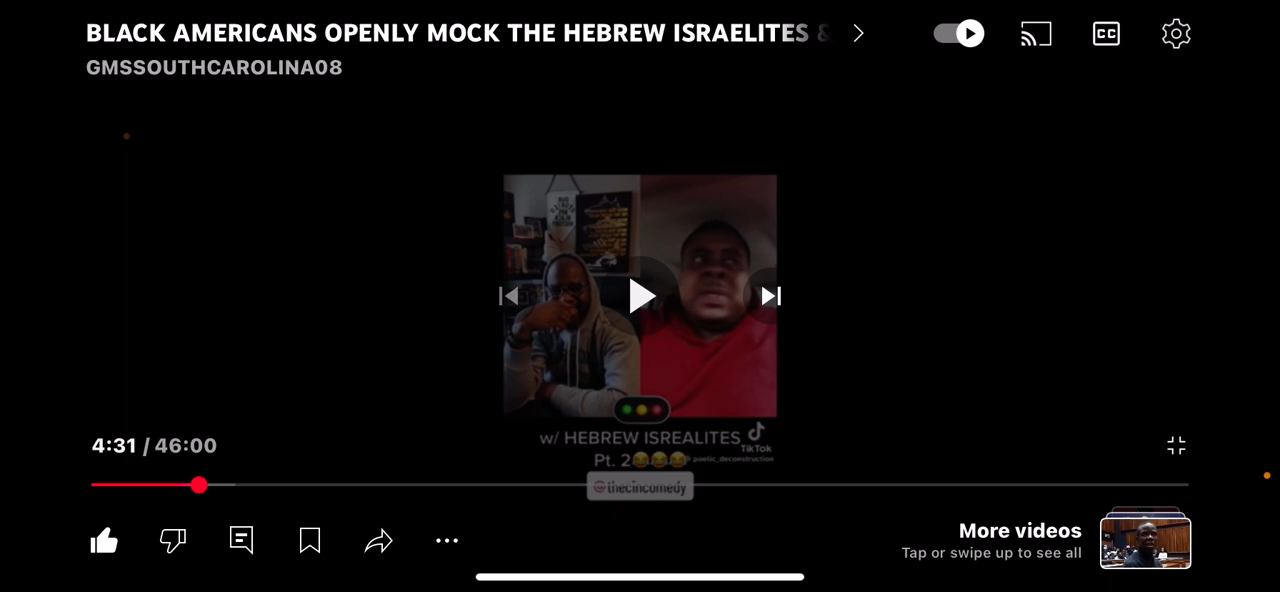 BLACK AMERICANS OPENLY MOCK THE HEBREW ISRAELITES &
GMSSOUTHCAROLINA08
CC
w/ HEBREW ISREALITES
TikTok
Pt. 2😂😂😂
@ poetic_deconstruction
@thecincomedy
4:31 / 46:00
More videos
Tap or swipe up to see all